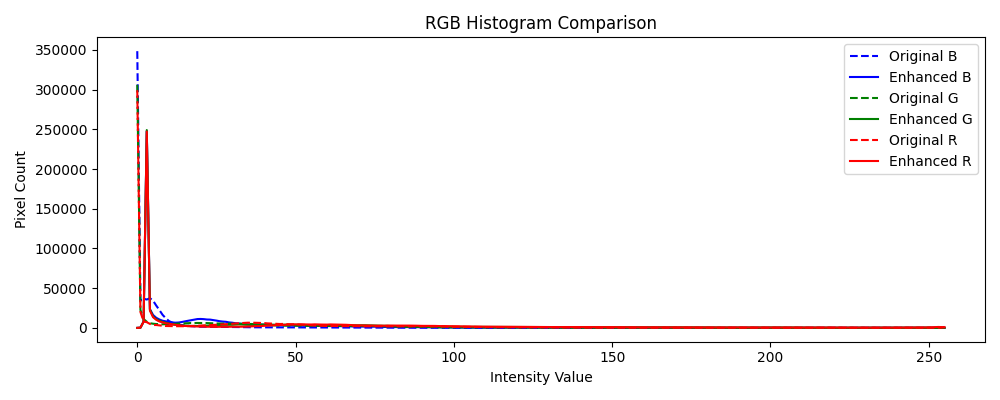 RGB Histogram Comparison
Pixel Count
350000
300000
250000
200000
150000
100000
50000
0
Original B
Enhanced B
Original G
Enhanced G
Original R
Enhanced R
0 50 100 150 200 250
Intensity Value